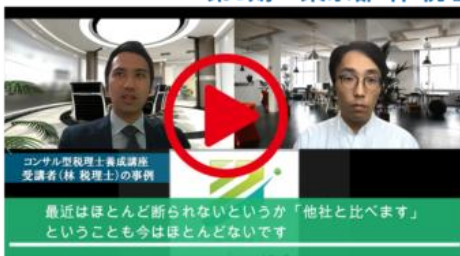 コンサル型税理士養成講座
受講者(林 税理士)の事例
最近はほとんど断られないというか「他社と比べます」
ということも今はほとんどないです